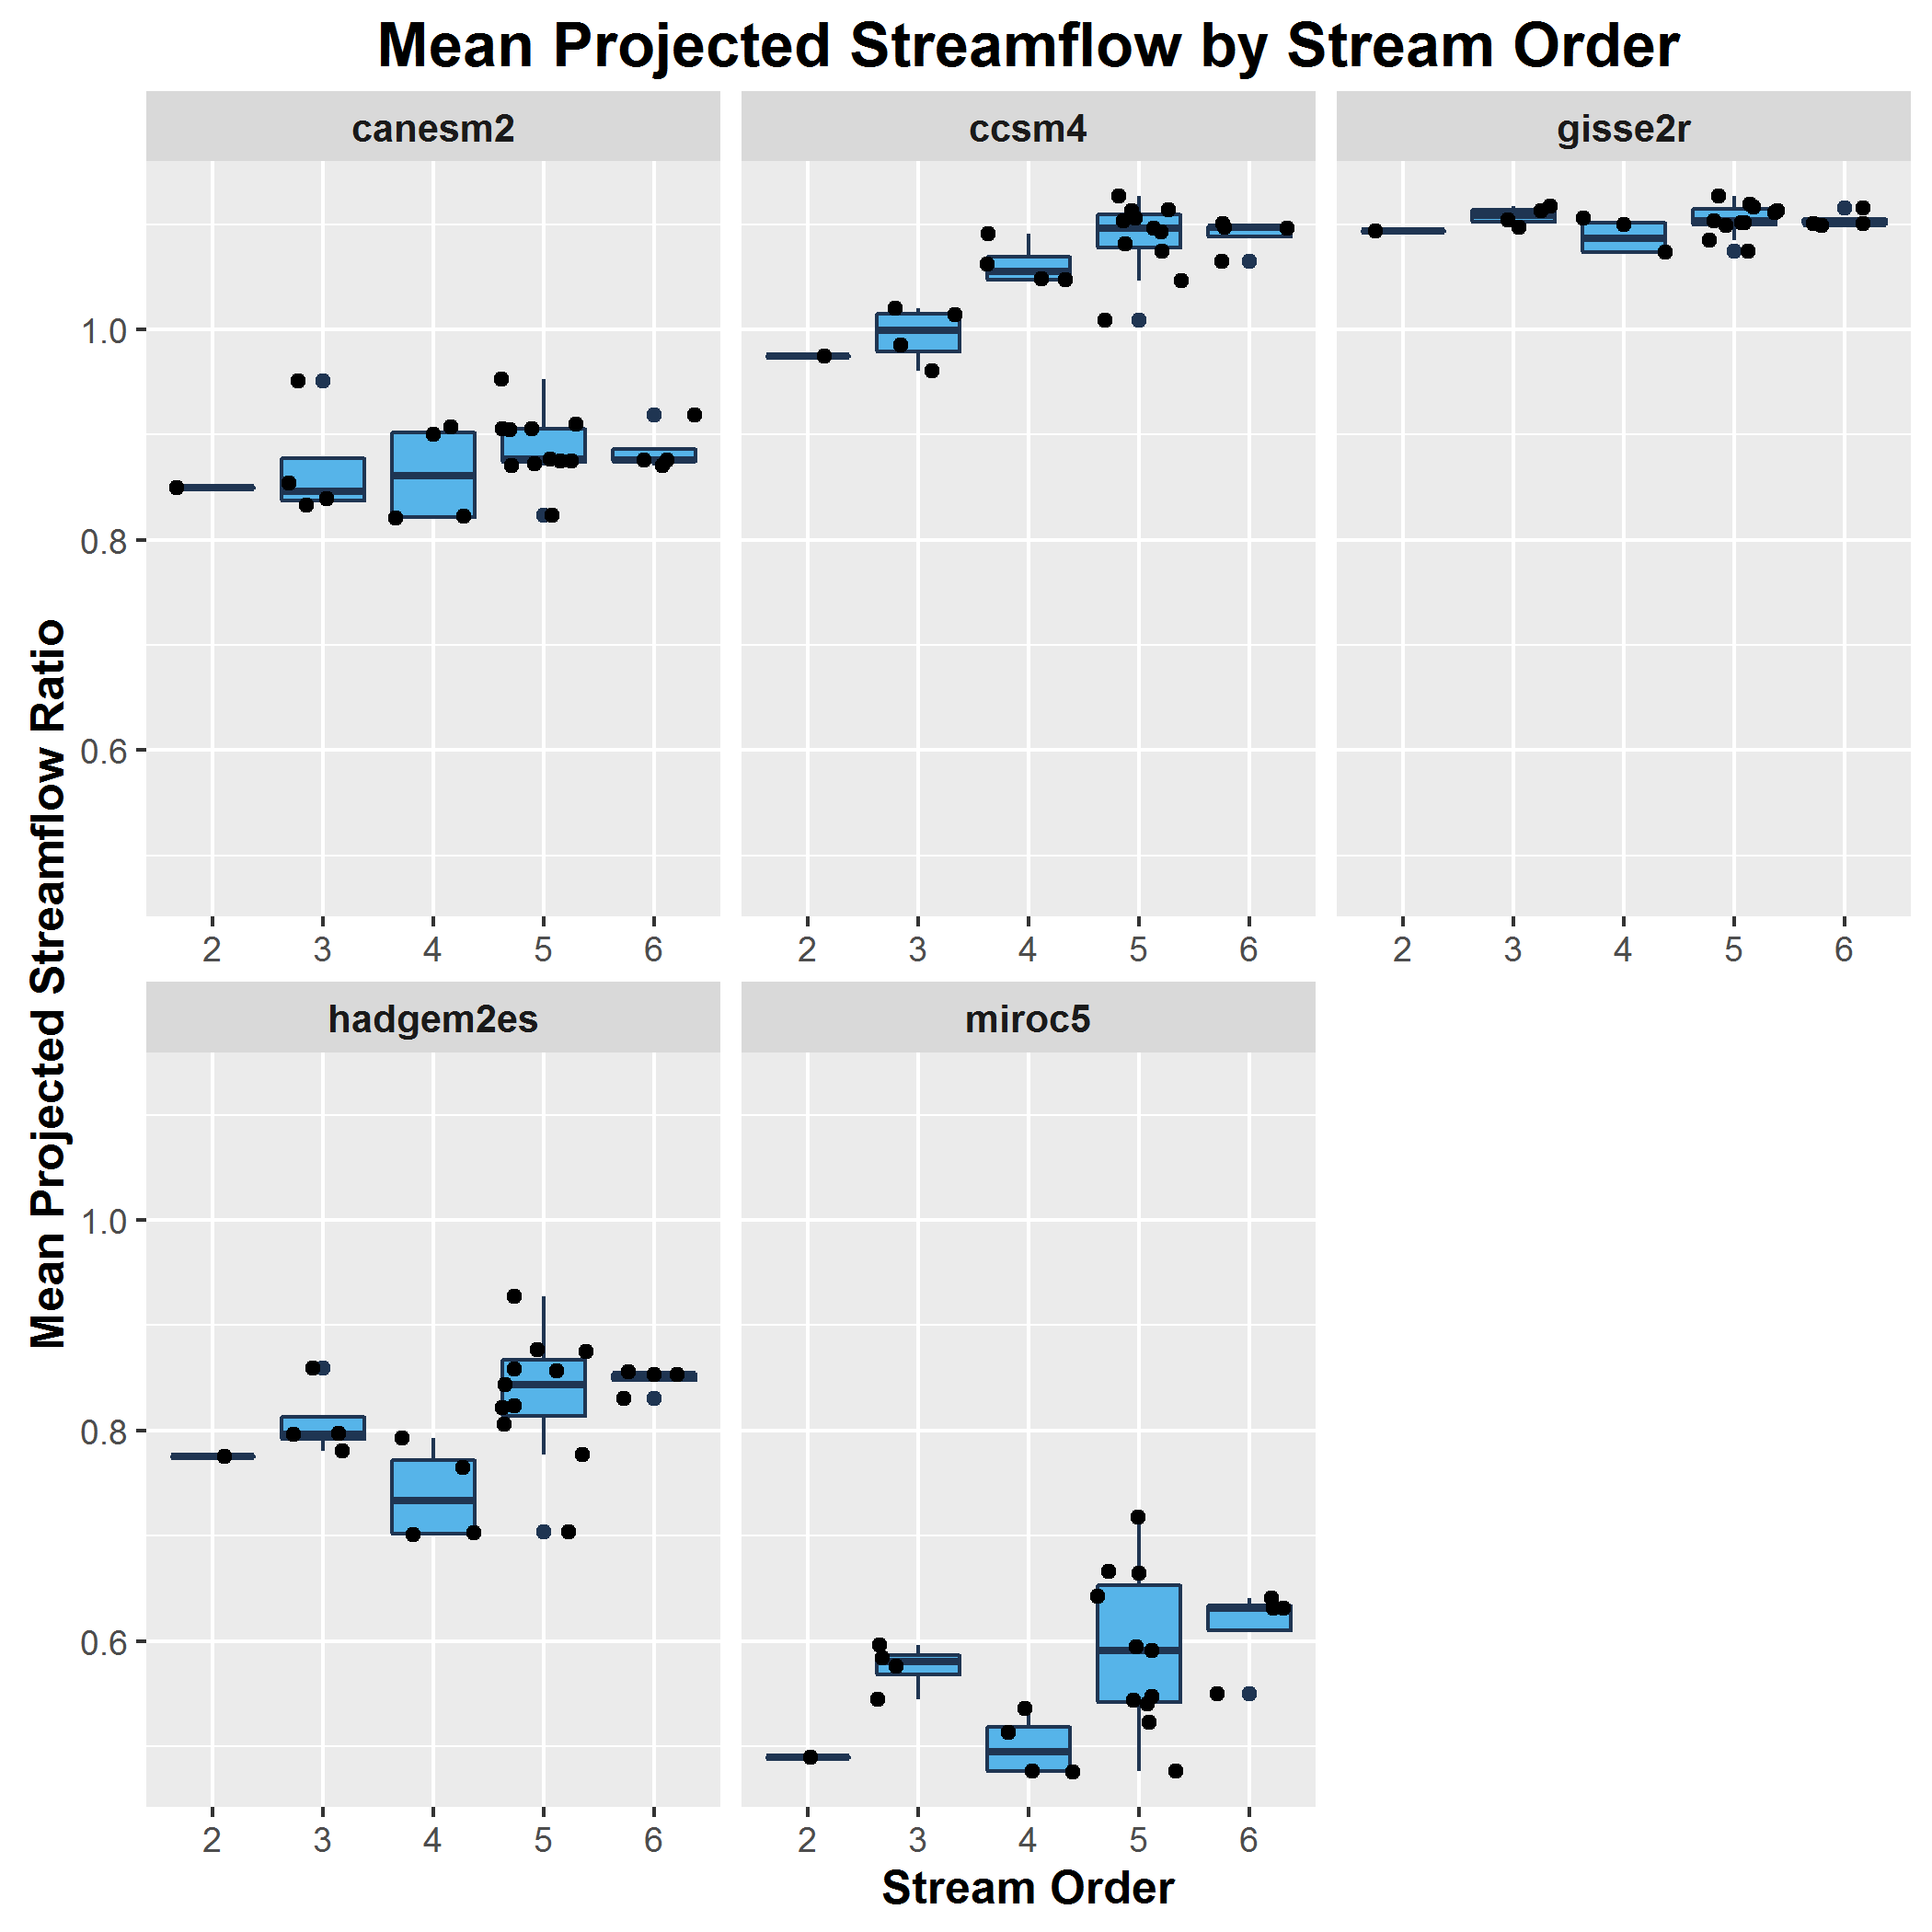 Mean Projected Streamflow by Stream Order
canesm2
ccsm4
gisse2r
1.0
0.8
0.6
2 3 4 5 6
2 3 4 5 6
2 3 4 5 6
Mean Projected Streamflow Ratio
hadgem2es
miroc5
1.0
0.8
0.6
2 3 4 5 6
2 3 4 5 6
Stream Order